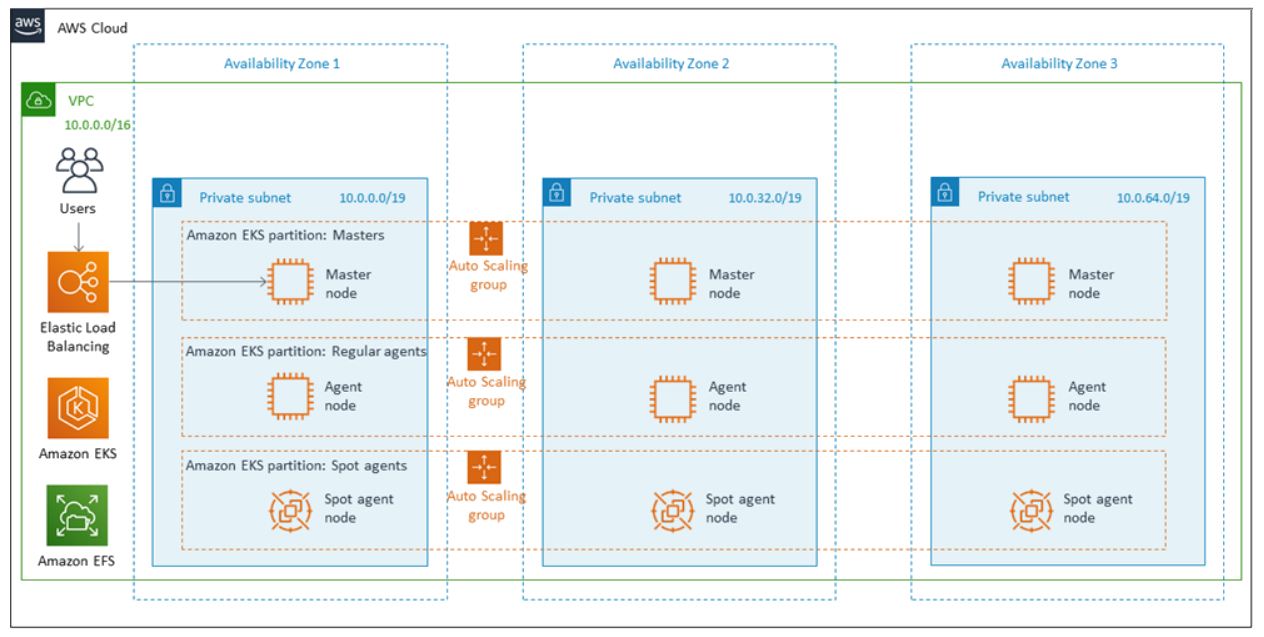 aws
AWS Cloud
Availability Zone 1
Availability Zone 2
Availability Zone 3
VPC
10.0.0.0/16
Users
Elastic Load
Balancing
Amazon EKS
Amazon EFS
Private subnet 10.0.0.0/19
Private subnet 10.0.32.0/19
Private subnet 10.0.64.0/19
Amazon EKS partition: Masters
Auto Scaling
group
Master
node
Master
node
Master
node
Amazon EKS partition: Regular agents
Auto Scaling
group
Agent
node
Agent
node
Agent
node
Amazon EKS partition: Spot agents
Auto Scaling
group
Spot agent
node
Spot agent
node
Spot agent
node
K